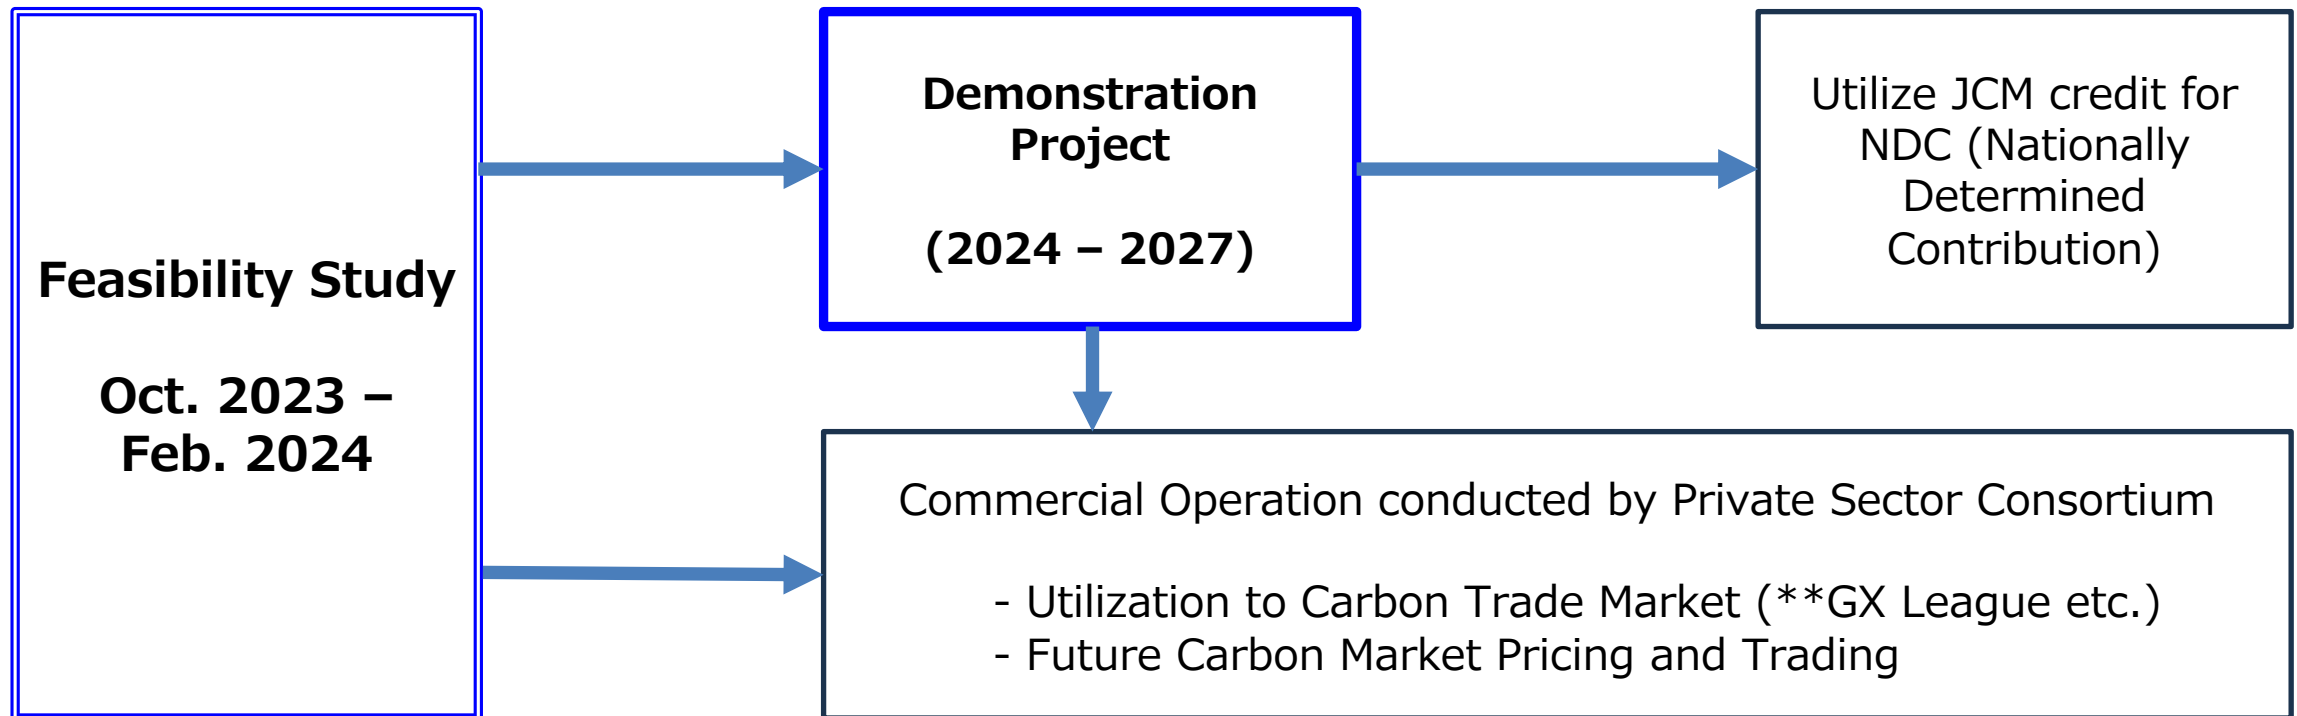 Feasibility Study
Oct. 2023 –
Feb. 2024
Demonstration
Project
(2024 – 2027)
Utilize JCM credit for
NDC (Nationally
Determined
Contribution)
Commercial Operation conducted by Private Sector Consortium
- Utilization to Carbon Trade Market (**GX League etc.)
- Future Carbon Market Pricing and Trading